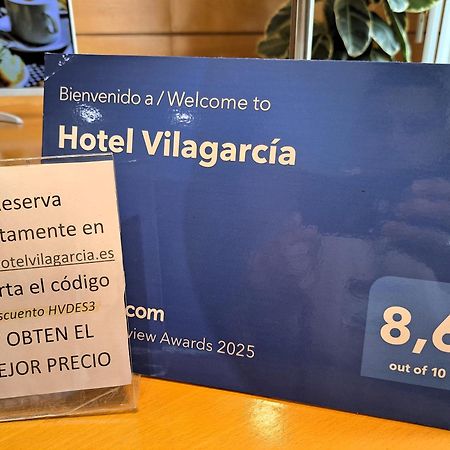 Bienvenido a / Welcome to
Hotel Vilagarcía
.com
view Awards 2025
8,6
out of 10
eserva
tamente en
otelvilagarcia.es
rta el código
scuento HVDES3
OBTEN EL
EJOR PRECIO